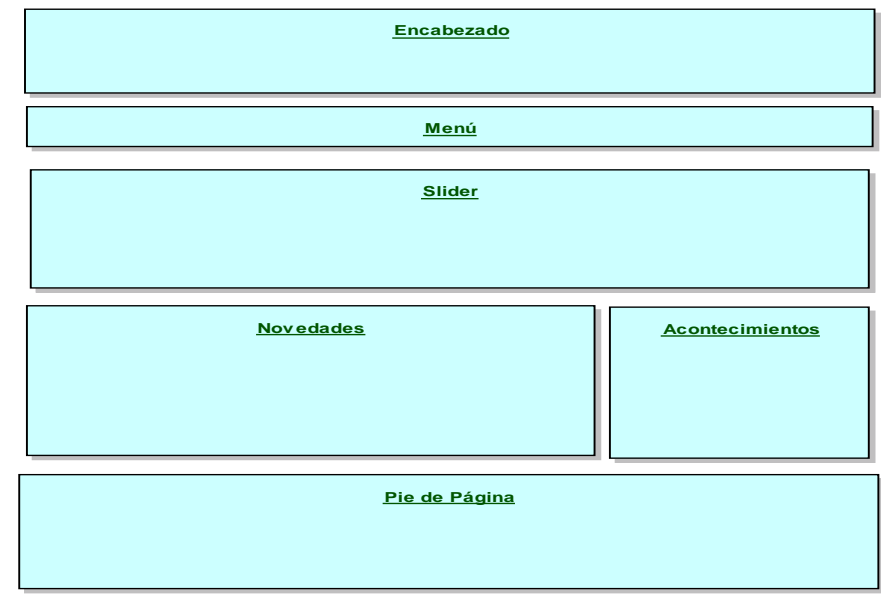 Encabezado
Menú
Slider
Novedades
Acontecimientos
Pie de Página